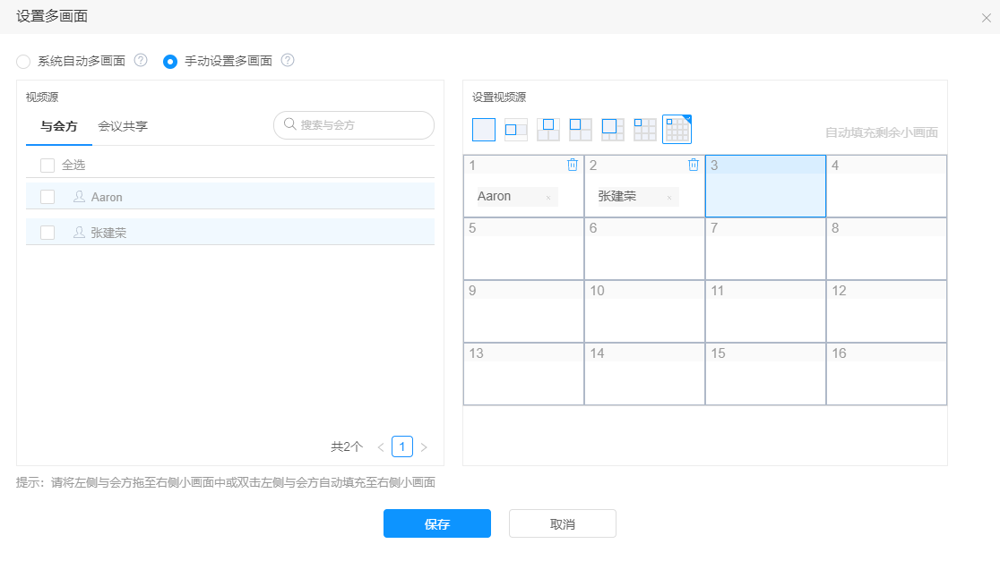 设置多画面
系统自动多画面 ? 手动设置多画面 ?
视频源
与会方 会议共享 搜索与会方
全选
Aaron
张建荣
共2个 < 1 >
设置视频源
自动填充剩余小画面
1 2 3 4
Aaron × 张建荣 ×
5 6 7 8
9 10 11 12
13 14 15 16
提示：请将左侧与会方拖至右侧小画面中或双击左侧与会方自动填充至右侧小画面
保存 取消